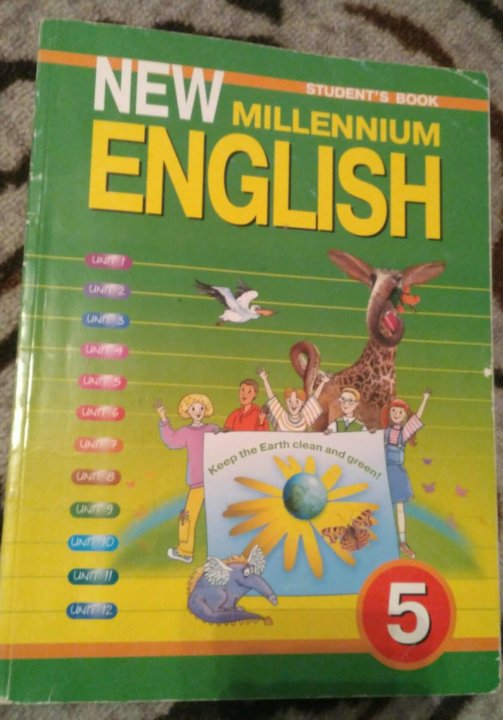 STUDENT'S BOOK
NEW
MILLENNIUM
ENGLISH
UNIT 1
UNIT 2
UNIT 3
UNIT 4
UNIT 5
UNIT 6
UNIT 7
UNIT 8
UNIT 9
UNIT 10
UNIT 11
UNIT 12
Keep the Earth clean and green!
5